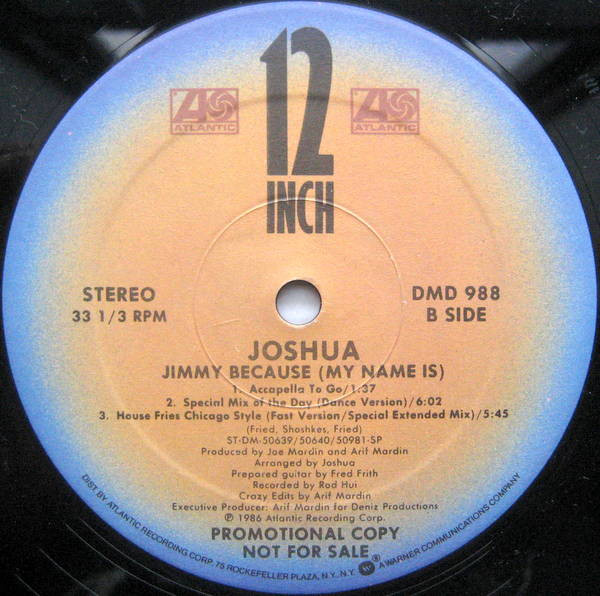 12
INCH
ATLANTIC
ATLANTIC
STEREO
33 1/3 RPM
DMD 988
B SIDE
JOSHUA
JIMMY BECAUSE (MY NAME IS)
1. Accapella To Go/1:37
2. Special Mix of the Day (Dance Version)/6:02
3. House Fries Chicago Style (Fast Version/Special Extended Mix)/5:45
(Fried, Shoshkes, Fried)
ST-DM-50639/50640/50981-SP
Produced by Joe Mardin and Arif Mardin
Arranged by Joshua
Prepared guitar by Fred Frith
Recorded by Rod Hui
Crazy Edits by Arif Mardin
Executive Producer: Arif Mardin for Deniz Productions
℗ 1986 Atlantic Recording Corp.
PROMOTIONAL COPY
NOT FOR SALE
DIST. BY ATLANTIC RECORDING CORP. 75 ROCKEFELLER PLAZA, N.Y. N.Y. ® A WARNER COMMUNICATIONS COMPANY